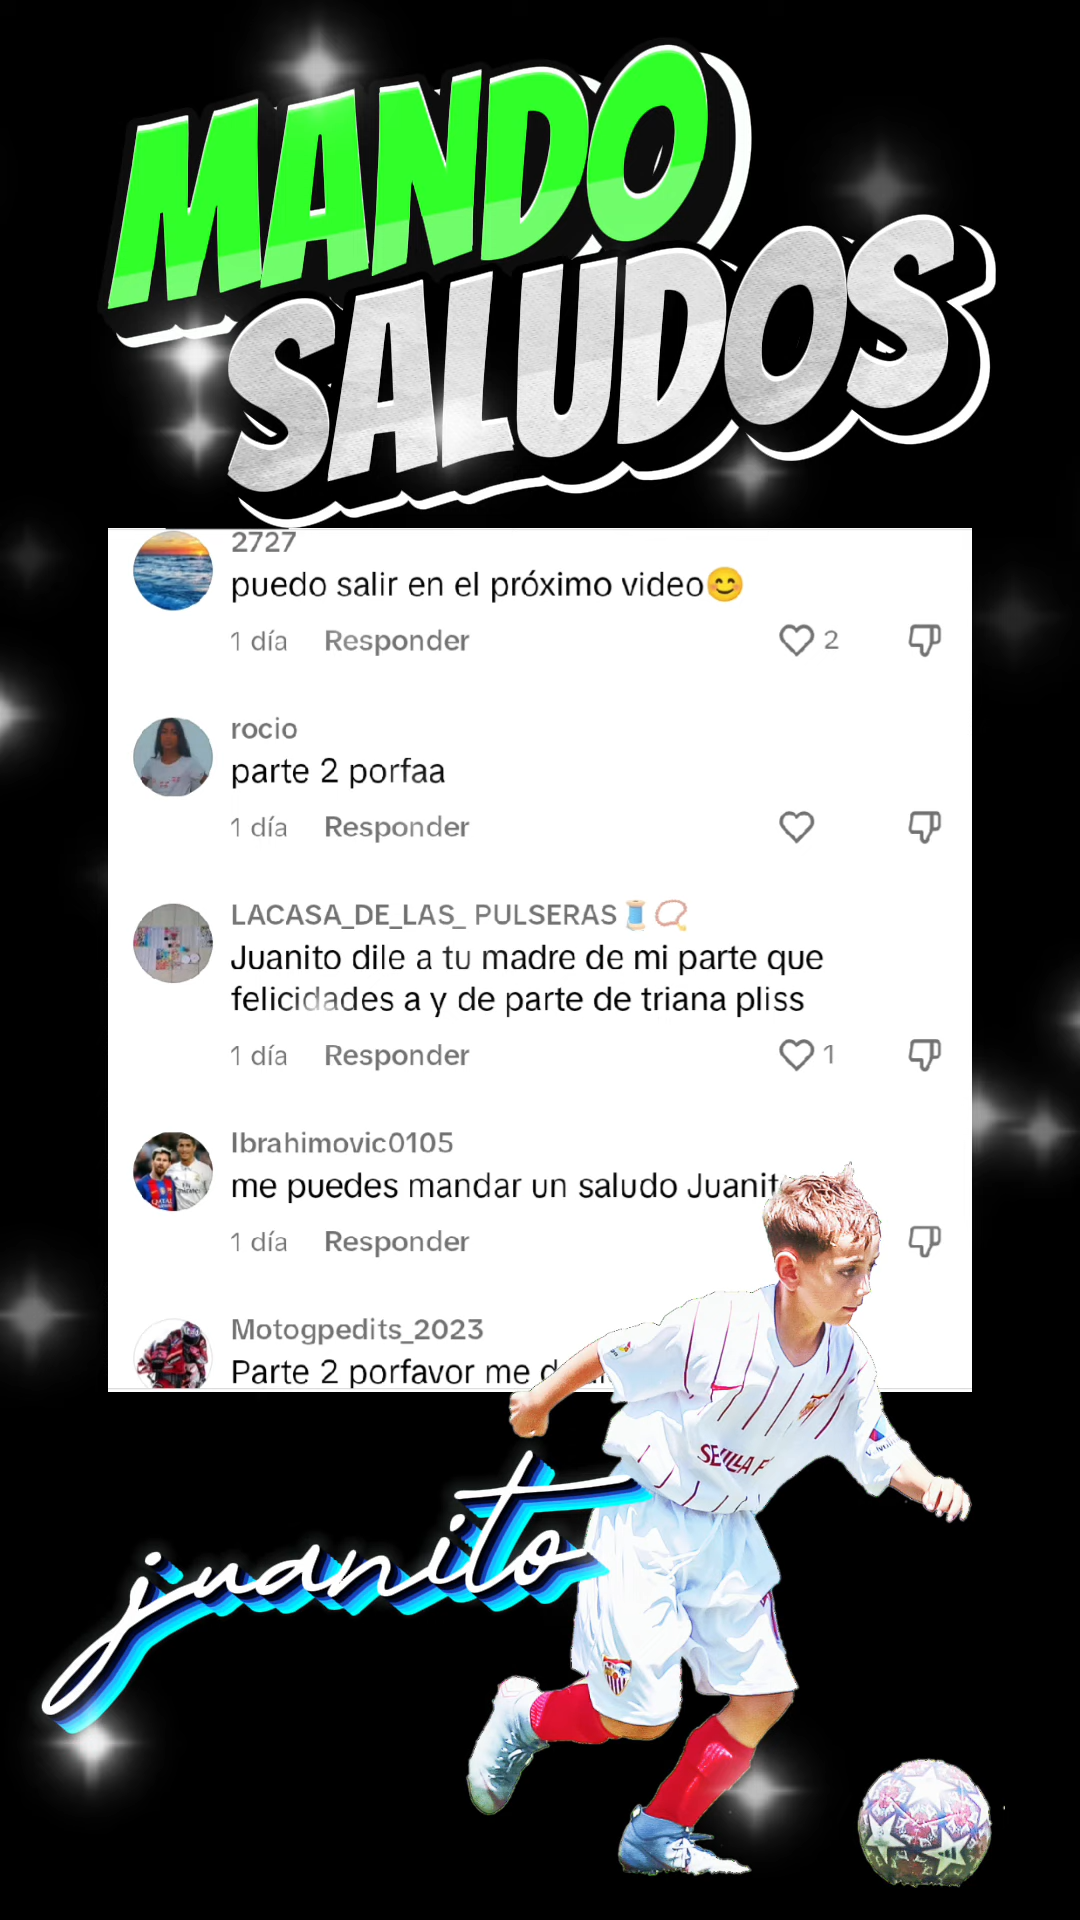 MANDO
SALUDOS
2727
puedo salir en el próximo video😊
1 día Responder 2
rocio
parte 2 porfaa
1 día Responder
LACASA_DE_LAS_ PULSERAS🧵📿
Juanito dile a tu madre de mi parte que
felicidades a y de parte de triana pliss
1 día Responder 1
Ibrahimovic0105
me puedes mandar un saludo
1 día Responder
Motogpedits_2023
Parte 2 porfavor me
SEVILLA F
juanito